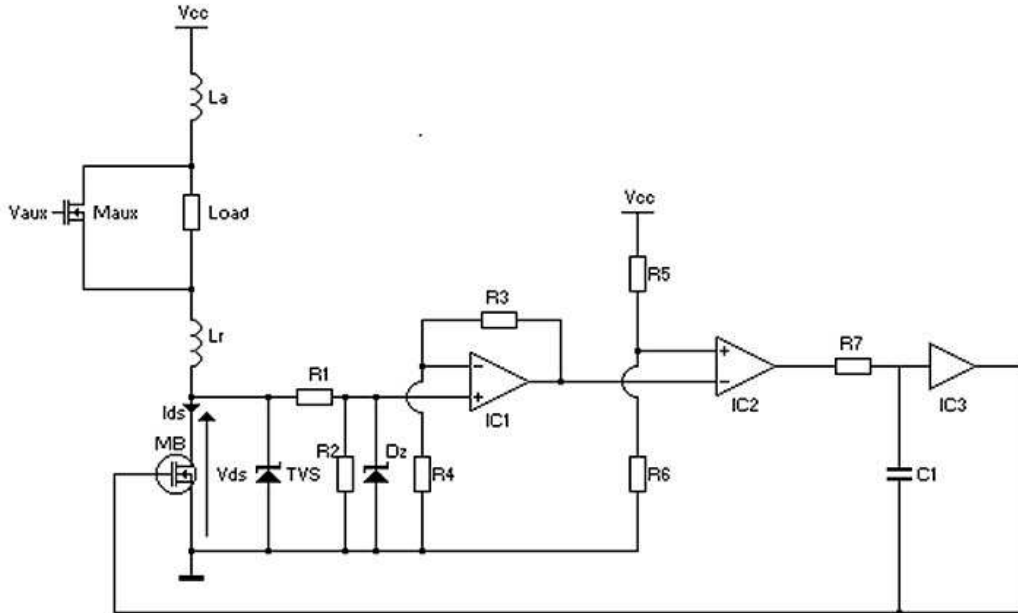 Vcc
La
Vaux
Maux
Load
Vcc
R5
R3
Lr
R1
R7
IC1
IC2
IC3
Ids
MB
Vds
TVS
R2
Dz
R4
R6
C1
+
−
+
−